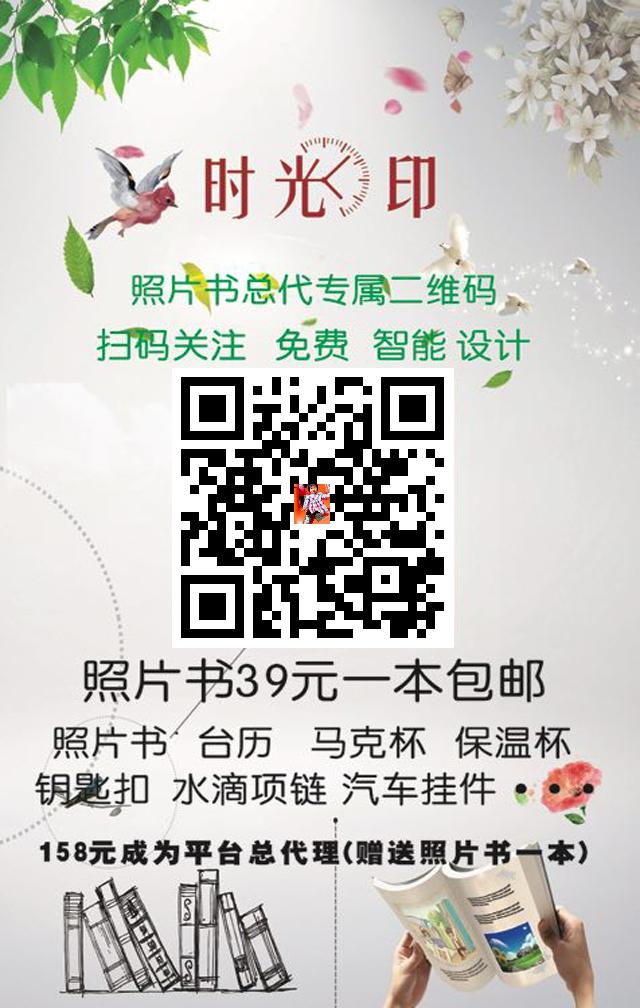 时光印
照片书总代专属二维码
扫码关注 免费 智能 设计
照片书39元一本包邮
照片书 台历 马克杯 保温杯
钥匙扣 水滴项链 汽车挂件
158元成为平台总代理(赠送照片书一本)